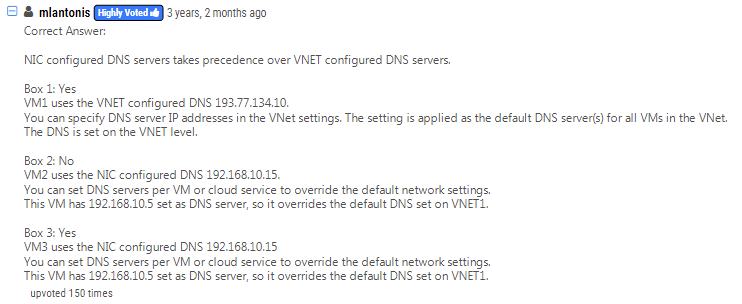 mlantonis Highly Voted 3 years, 2 months ago
Correct Answer:
NIC configured DNS servers takes precedence over VNET configured DNS servers.
Box 1: Yes
VM1 uses the VNET configured DNS 193.77.134.10.
You can specify DNS server IP addresses in the VNet settings. The setting is applied as the default DNS server(s) for all VMs in the VNet.
The DNS is set on the VNET level.
Box 2: No
VM2 uses the NIC configured DNS 192.168.10.15.
You can set DNS servers per VM or cloud service to override the default network settings.
This VM has 192.168.10.5 set as DNS server, so it overrides the default DNS set on VNET1.
Box 3: Yes
VM3 uses the NIC configured DNS 192.168.10.15
You can set DNS servers per VM or cloud service to override the default network settings.
This VM has 192.168.10.5 set as DNS server, so it overrides the default DNS set on VNET1.
upvoted 150 times